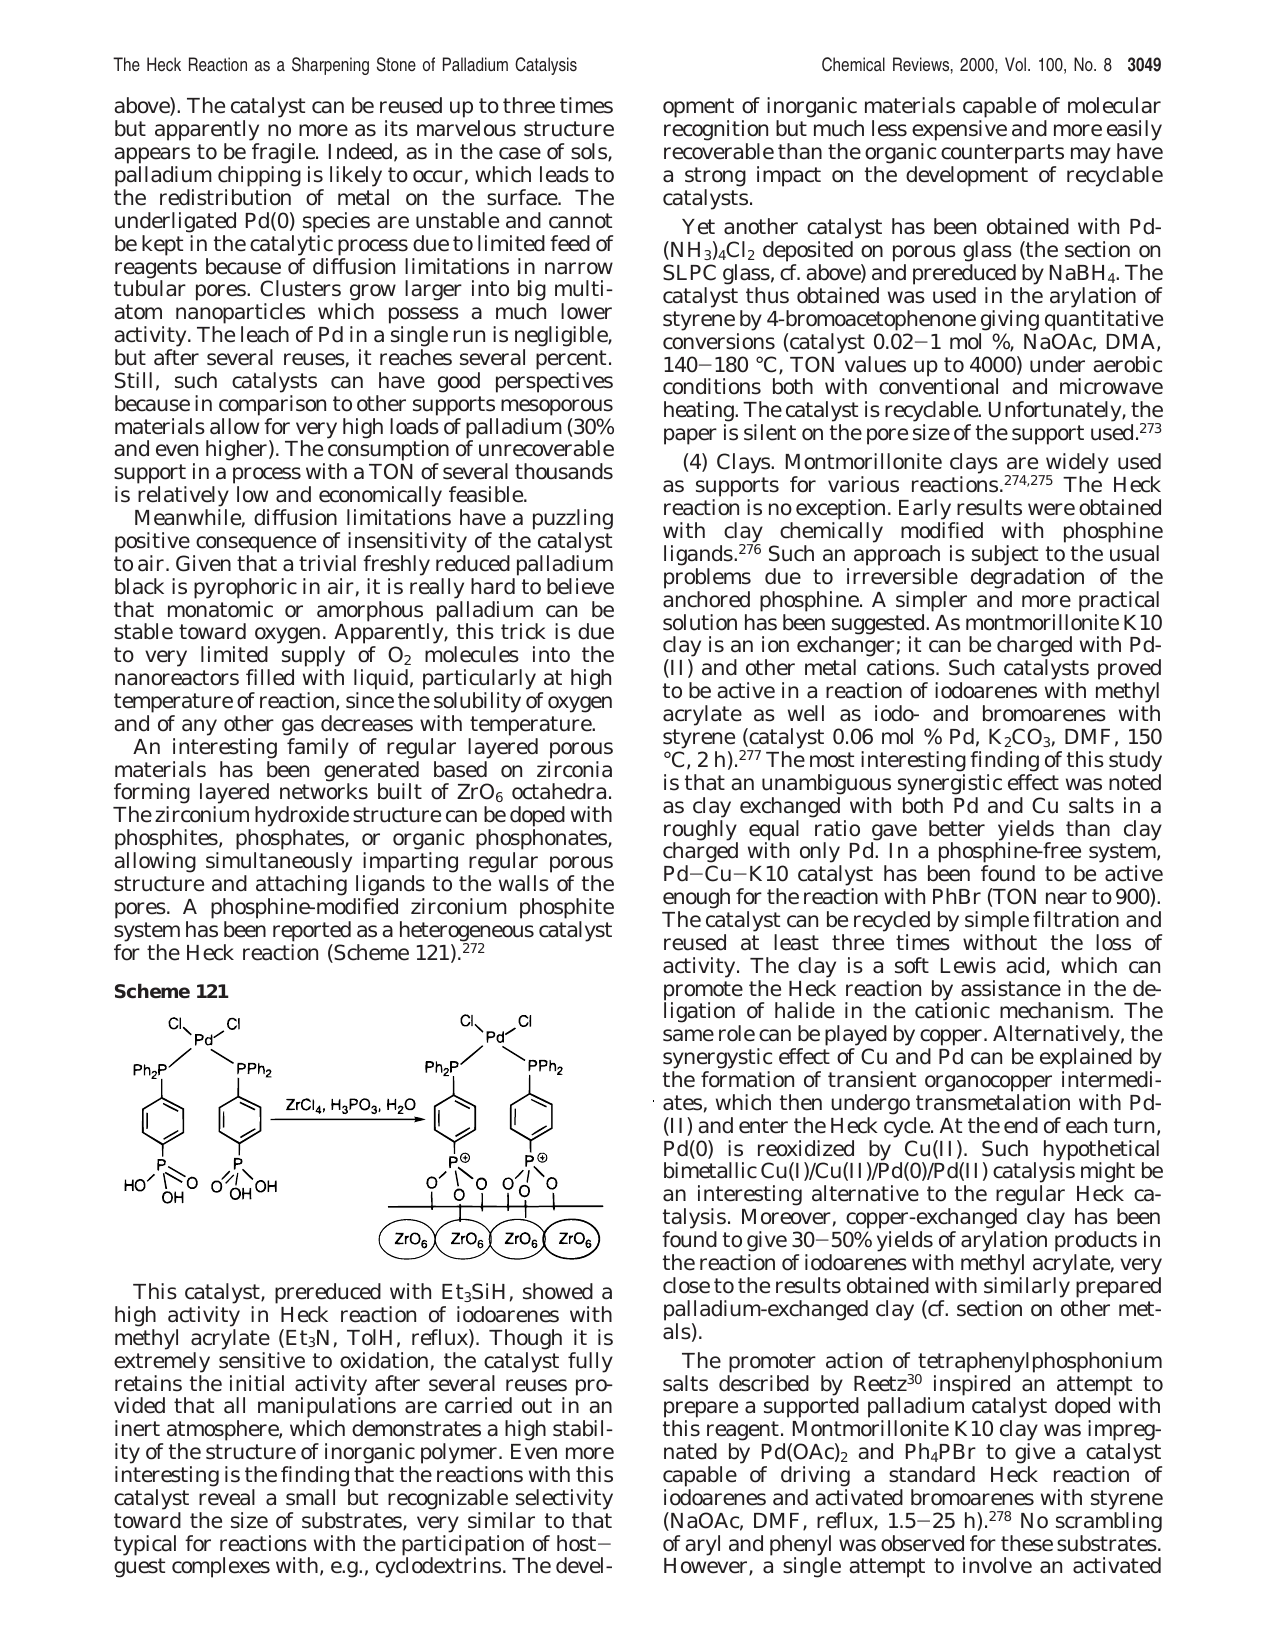 The Heck Reaction as a Sharpening Stone of Palladium Catalysis
Chemical Reviews, 2000, Vol. 100, No. 8 3049
above). The catalyst can be reused up to three times
but apparently no more as its marvelous structure
appears to be fragile. Indeed, as in the case of sols,
palladium chipping is likely to occur, which leads to
the redistribution of metal on the surface. The
underligated Pd(0) species are unstable and cannot
be kept in the catalytic process due to limited feed of
reagents because of diffusion limitations in narrow
tubular pores. Clusters grow larger into big multi-
atom nanoparticles which possess a much lower
activity. The leach of Pd in a single run is negligible,
but after several reuses, it reaches several percent.
Still, such catalysts can have good perspectives
because in comparison to other supports mesoporous
materials allow for very high loads of palladium (30%
and even higher). The consumption of unrecoverable
support in a process with a TON of several thousands
is relatively low and economically feasible.
Meanwhile, diffusion limitations have a puzzling
positive consequence of insensitivity of the catalyst
to air. Given that a trivial freshly reduced palladium
black is pyrophoric in air, it is really hard to believe
that monatomic or amorphous palladium can be
stable toward oxygen. Apparently, this trick is due
to very limited supply of O₂ molecules into the
nanoreactors filled with liquid, particularly at high
temperature of reaction, since the solubility of oxygen
and of any other gas decreases with temperature.
An interesting family of regular layered porous
materials has been generated based on zirconia
forming layered networks built of ZrO₆ octahedra.
The zirconium hydroxide structure can be doped with
phosphites, phosphates, or organic phosphonates,
allowing simultaneously imparting regular porous
structure and attaching ligands to the walls of the
pores. A phosphine-modified zirconium phosphite
system has been reported as a heterogeneous catalyst
for the Heck reaction (Scheme 121).²⁷²
Scheme 121
Cl Cl Cl Cl
Pd Pd
Ph₂P PPh₂ Ph₂P PPh₂
ZrCl₄, H₃PO₃, H₂O
P P P⊕ P⊕
HO O O OH O O O O
OH OH O O
ZrO₆ ZrO₆ ZrO₆ ZrO₆
This catalyst, prereduced with Et₃SiH, showed a
high activity in Heck reaction of iodoarenes with
methyl acrylate (Et₃N, TolH, reflux). Though it is
extremely sensitive to oxidation, the catalyst fully
retains the initial activity after several reuses pro-
vided that all manipulations are carried out in an
inert atmosphere, which demonstrates a high stabil-
ity of the structure of inorganic polymer. Even more
interesting is the finding that the reactions with this
catalyst reveal a small but recognizable selectivity
toward the size of substrates, very similar to that
typical for reactions with the participation of host−
guest complexes with, e.g., cyclodextrins. The devel-
opment of inorganic materials capable of molecular
recognition but much less expensive and more easily
recoverable than the organic counterparts may have
a strong impact on the development of recyclable
catalysts.
Yet another catalyst has been obtained with Pd-
(NH₃)₄Cl₂ deposited on porous glass (the section on
SLPC glass, cf. above) and prereduced by NaBH₄. The
catalyst thus obtained was used in the arylation of
styrene by 4-bromoacetophenone giving quantitative
conversions (catalyst 0.02−1 mol %, NaOAc, DMA,
140−180 °C, TON values up to 4000) under aerobic
conditions both with conventional and microwave
heating. The catalyst is recyclable. Unfortunately, the
paper is silent on the pore size of the support used.²⁷³
(4) Clays. Montmorillonite clays are widely used
as supports for various reactions.²⁷⁴,²⁷⁵ The Heck
reaction is no exception. Early results were obtained
with clay chemically modified with phosphine
ligands.²⁷⁶ Such an approach is subject to the usual
problems due to irreversible degradation of the
anchored phosphine. A simpler and more practical
solution has been suggested. As montmorillonite K10
clay is an ion exchanger; it can be charged with Pd-
(II) and other metal cations. Such catalysts proved
to be active in a reaction of iodoarenes with methyl
acrylate as well as iodo- and bromoarenes with
styrene (catalyst 0.06 mol % Pd, K₂CO₃, DMF, 150
°C, 2 h).²⁷⁷ The most interesting finding of this study
is that an unambiguous synergistic effect was noted
as clay exchanged with both Pd and Cu salts in a
roughly equal ratio gave better yields than clay
charged with only Pd. In a phosphine-free system,
Pd−Cu−K10 catalyst has been found to be active
enough for the reaction with PhBr (TON near to 900).
The catalyst can be recycled by simple filtration and
reused at least three times without the loss of
activity. The clay is a soft Lewis acid, which can
promote the Heck reaction by assistance in the de-
ligation of halide in the cationic mechanism. The
same role can be played by copper. Alternatively, the
synergystic effect of Cu and Pd can be explained by
the formation of transient organocopper intermedi-
ates, which then undergo transmetalation with Pd-
(II) and enter the Heck cycle. At the end of each turn,
Pd(0) is reoxidized by Cu(II). Such hypothetical
bimetallic Cu(I)/Cu(II)/Pd(0)/Pd(II) catalysis might be
an interesting alternative to the regular Heck ca-
talysis. Moreover, copper-exchanged clay has been
found to give 30−50% yields of arylation products in
the reaction of iodoarenes with methyl acrylate, very
close to the results obtained with similarly prepared
palladium-exchanged clay (cf. section on other met-
als).
The promoter action of tetraphenylphosphonium
salts described by Reetz³⁰ inspired an attempt to
prepare a supported palladium catalyst doped with
this reagent. Montmorillonite K10 clay was impreg-
nated by Pd(OAc)₂ and Ph₄PBr to give a catalyst
capable of driving a standard Heck reaction of
iodoarenes and activated bromoarenes with styrene
(NaOAc, DMF, reflux, 1.5−25 h).²⁷⁸ No scrambling
of aryl and phenyl was observed for these substrates.
However, a single attempt to involve an activated